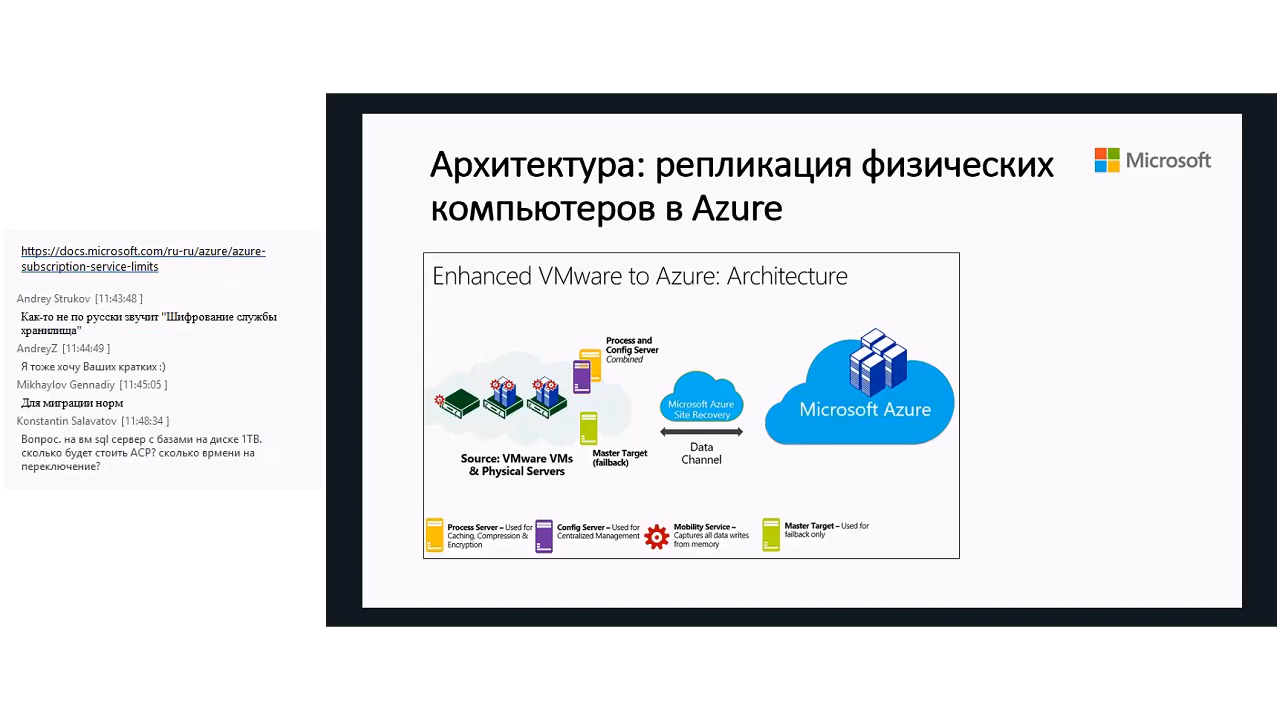 https://docs.microsoft.com/ru-ru/azure/azure-
subscription-service-limits
Andrey Strukov [11:43:48 ]
Как-то не по русски звучит "Шифрование службы
хранилища"
AndreyZ [11:44:49 ]
Я тоже хочу Ваших кратких :)
Mikhaylov Gennadiy [11:45:05 ]
Для миграции норм
Konstantin Salavatov [11:48:34 ]
Вопрос. на вм sql сервер с базами на диске 1ТВ.
сколько будет стоить АСР? сколько врмени на
переключение?
Архитектура: репликация физических
компьютеров в Azure
Microsoft
Enhanced VMware to Azure: Architecture
Process and
Config Server
Combined
Master Target
(failback)
Source: VMware VMs
& Physical Servers
Microsoft Azure
Site Recovery
Data
Channel
Microsoft Azure
Process Server – Used for
Caching, Compression &
Encryption
Config Server – Used for
Centralized Management
Mobility Service –
Captures all data writes
from memory
Master Target – Used for
failback only